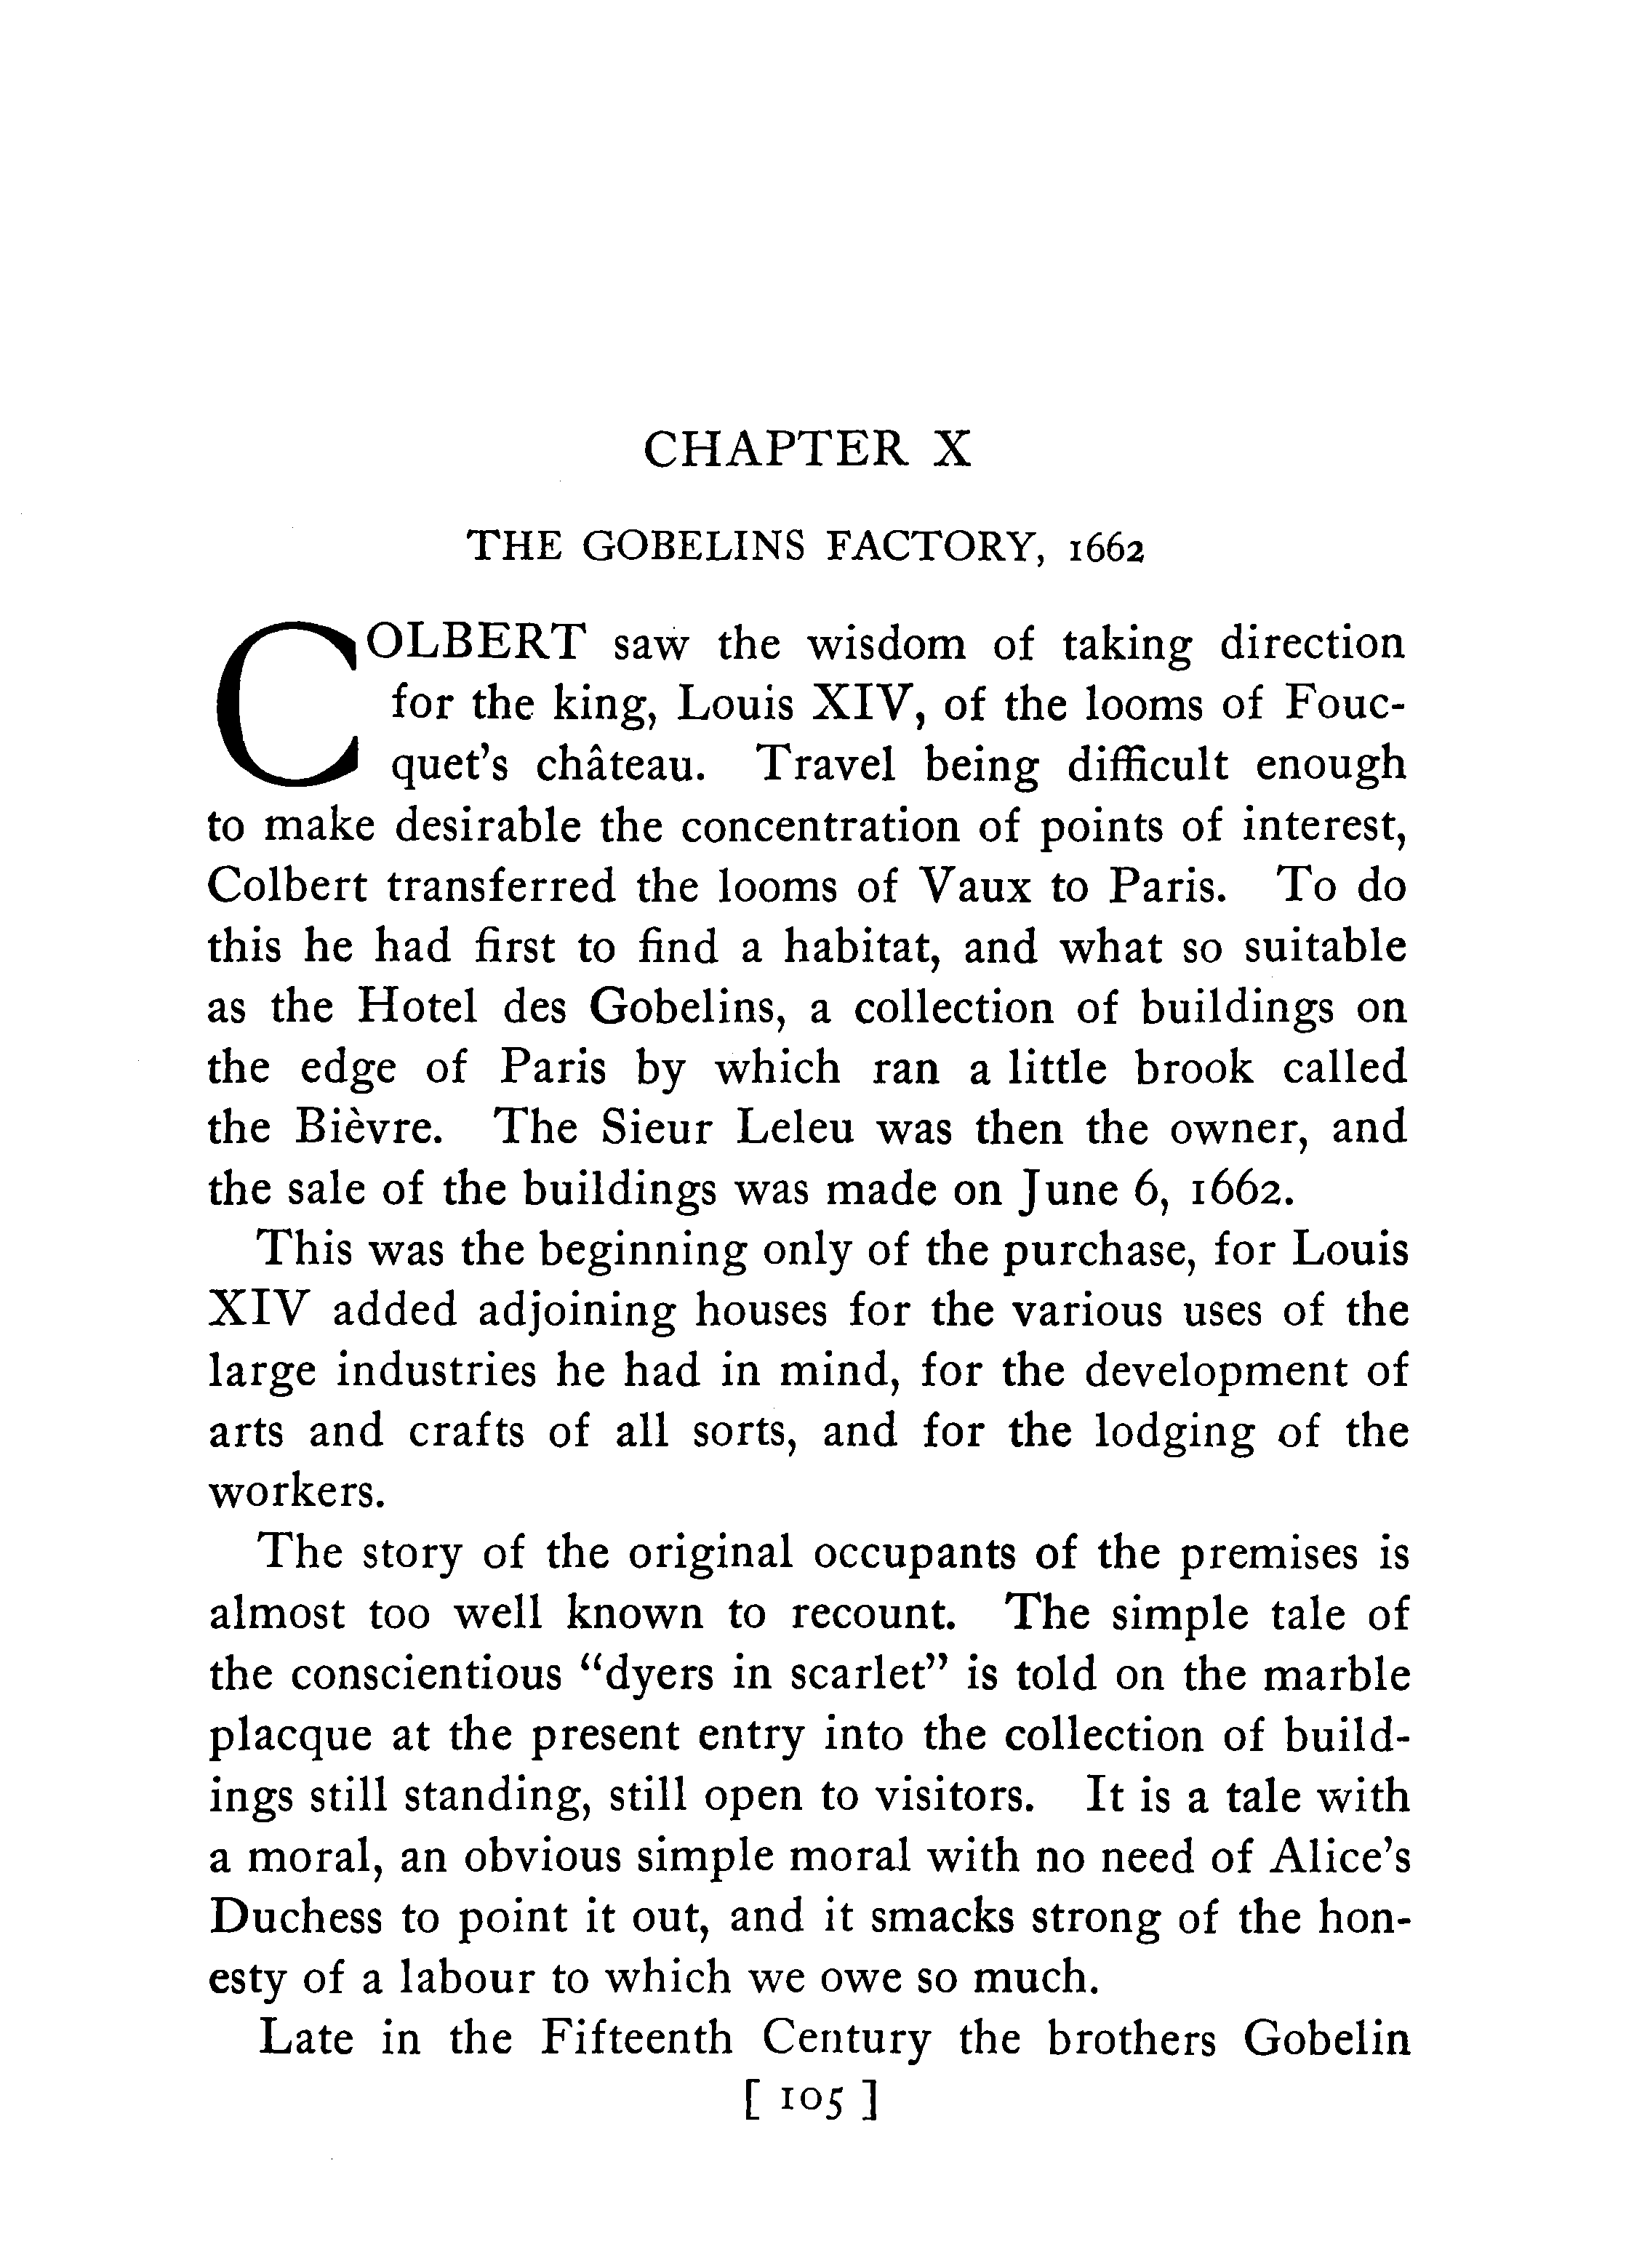 CHAPTER X
THE GOBELINS FACTORY, 1662
COLBERT saw the wisdom of taking direction
for the king, Louis XIV, of the looms of Fouc-
quet's château. Travel being difficult enough
to make desirable the concentration of points of interest,
Colbert transferred the looms of Vaux to Paris. To do
this he had first to find a habitat, and what so suitable
as the Hotel des Gobelins, a collection of buildings on
the edge of Paris by which ran a little brook called
the Bièvre. The Sieur Leleu was then the owner, and
the sale of the buildings was made on June 6, 1662.
This was the beginning only of the purchase, for Louis
XIV added adjoining houses for the various uses of the
large industries he had in mind, for the development of
arts and crafts of all sorts, and for the lodging of the
workers.
The story of the original occupants of the premises is
almost too well known to recount. The simple tale of
the conscientious "dyers in scarlet" is told on the marble
placque at the present entry into the collection of build-
ings still standing, still open to visitors. It is a tale with
a moral, an obvious simple moral with no need of Alice's
Duchess to point it out, and it smacks strong of the hon-
esty of a labour to which we owe so much.
Late in the Fifteenth Century the brothers Gobelin
[ 105 ]